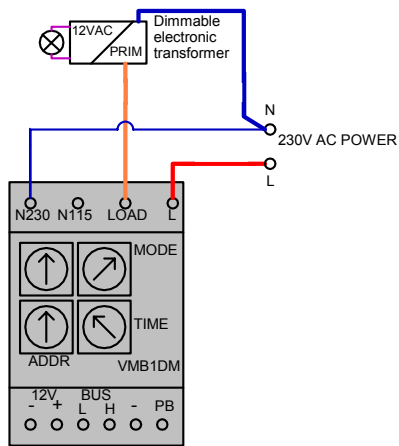 12VAC
PRIM
Dimmable
electronic
transformer
N
230V AC POWER
L
N230 N115 LOAD L
MODE
TIME
ADDR VMB1DM
12V BUS
- + L H - PB